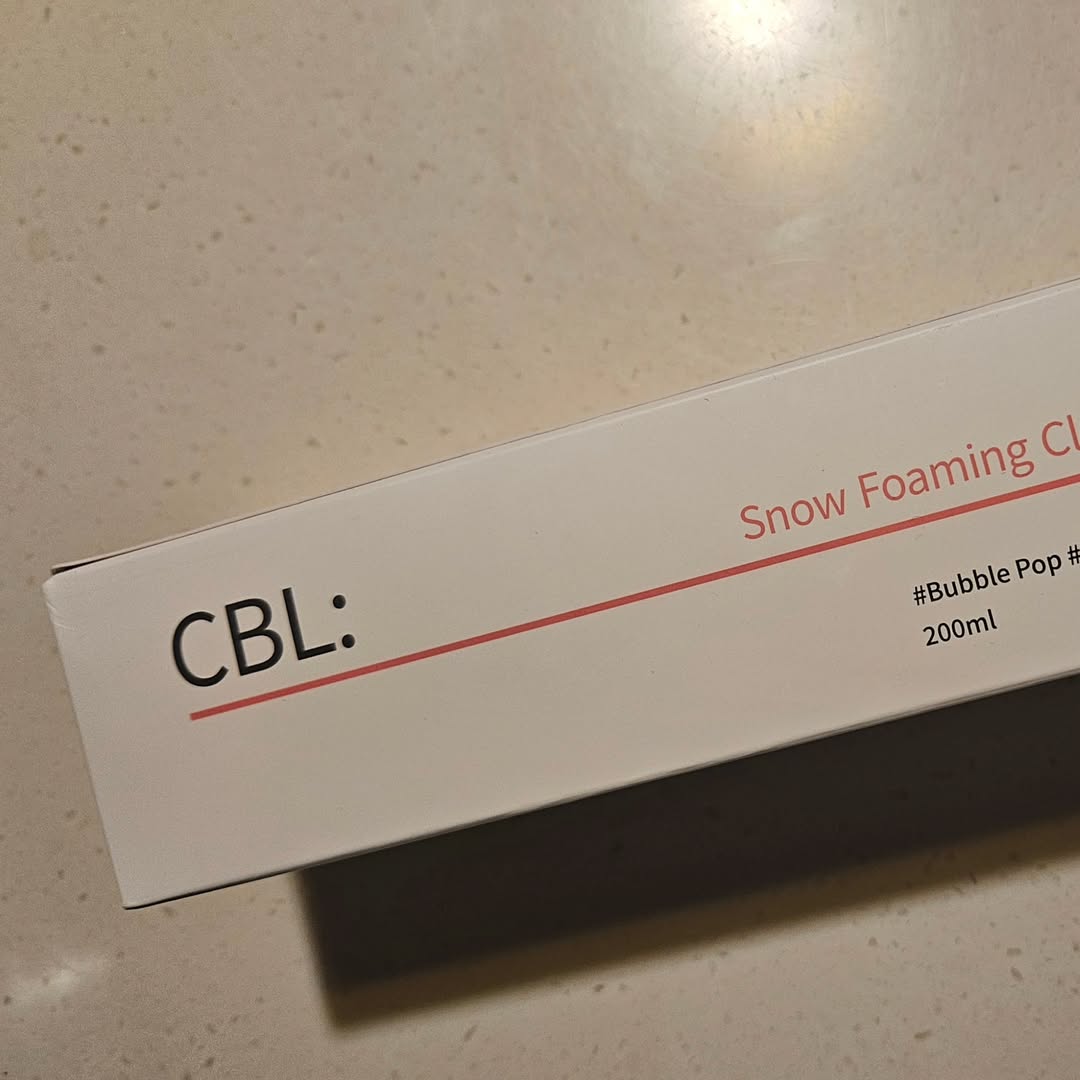 CBL:
Snow Foaming
#Bubble Pop #
200ml